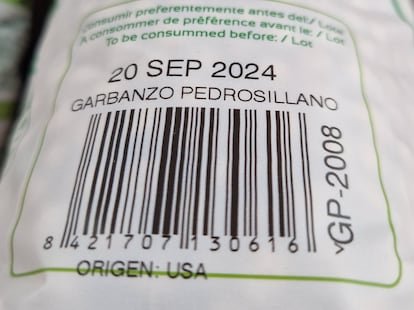 Consumir preferentemente antes del:/ Lote
A consommer de préférence avant le: / Lot
To be consummed before: / Lot
20 SEP 2024
GARBANZO PEDROSILLANO
GP-2008
8 421707 130616
ORIGEN: USA